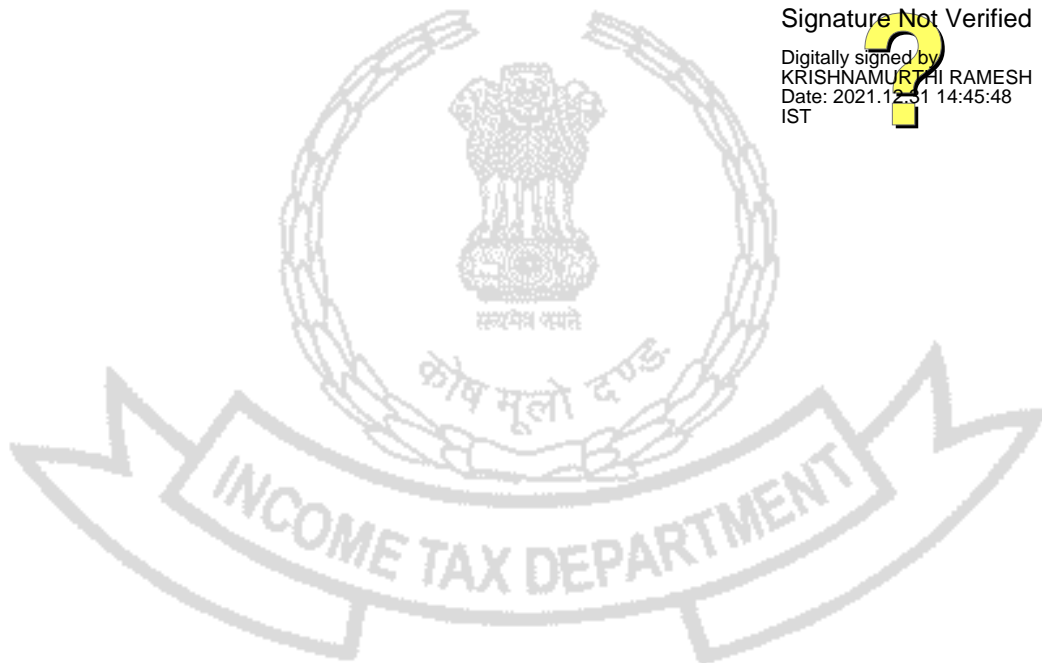 Signature Not Verified
Digitally signed by
KRISHNAMURTHI RAMESH
Date: 2021.12.31 14:45:48
IST
सत्यमेव जयते
कोष मूलो दण्डः
INCOME TAX DEPARTMENT